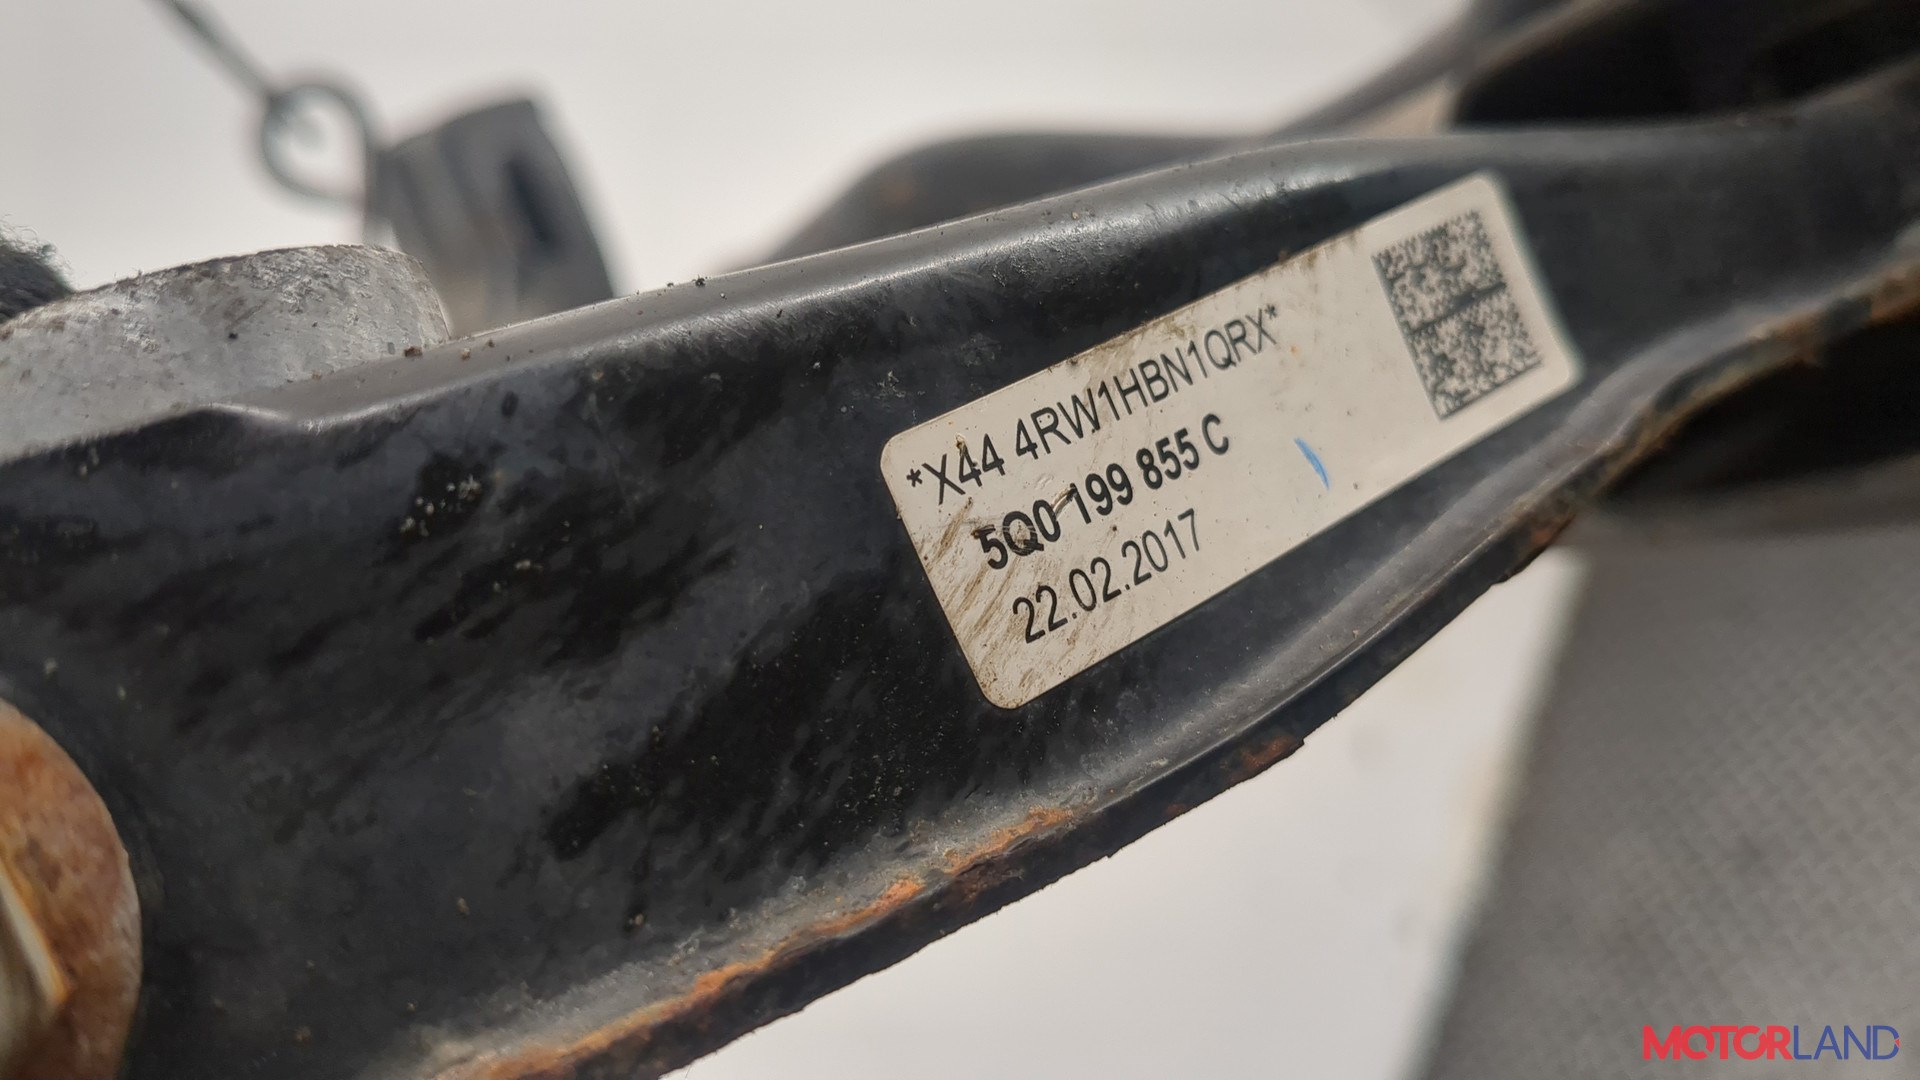 *X44 4RW1HBN1QRX*
5Q0 199 855 C
22.02.2017
MOTORLAND